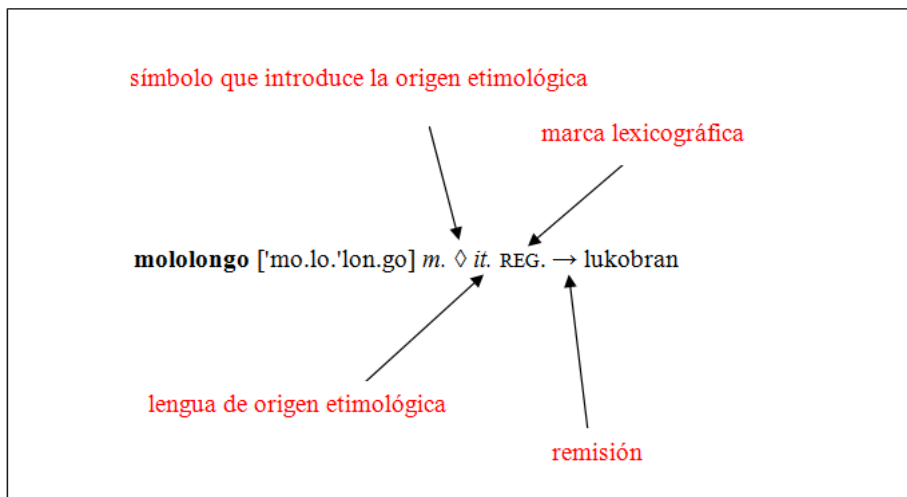 símbolo que introduce la origen etimológica
marca lexicográfica
mololongo ['mo.lo.'lon.go] m. ◊ it. REG. → lukobran
lengua de origen etimológica
remisión